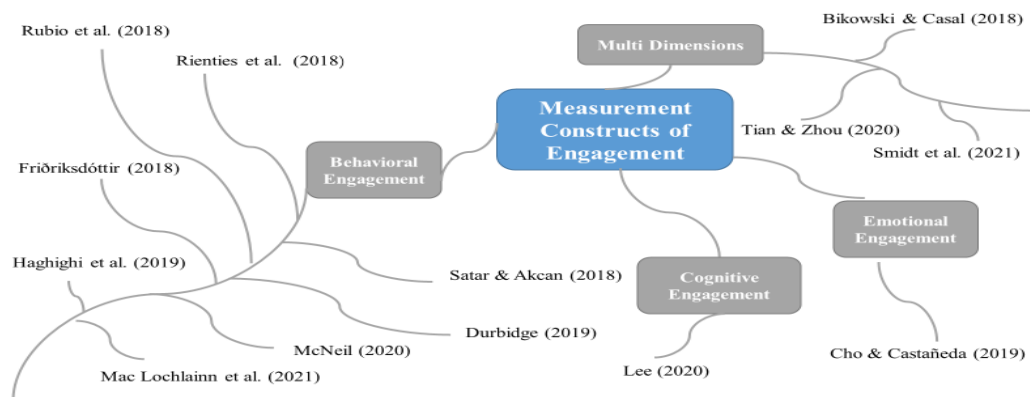 Rubio et al. (2018)
Rienties et al. (2018)
Friðriksdóttir (2018)
Haghighi et al. (2019)
Mac Lochlainn et al. (2021)
McNeil (2020)
Durbidge (2019)
Satar & Akcan (2018)
Behavioral
Engagement
Measurement
Constructs of
Engagement
Multi Dimensions
Bikowski & Casal (2018)
Tian & Zhou (2020)
Smidt et al. (2021)
Emotional
Engagement
Cho & Castañeda (2019)
Cognitive
Engagement
Lee (2020)